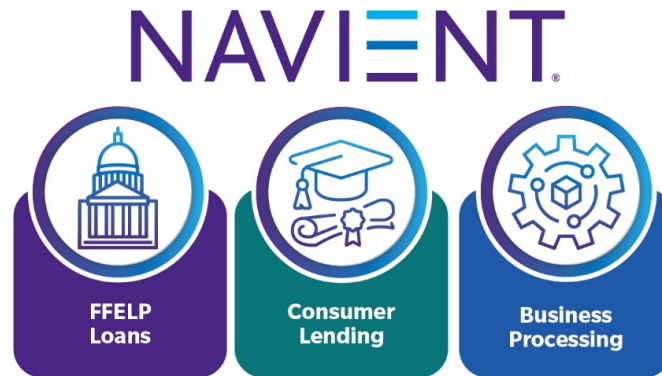 NAVIENT®
FFELP
Loans
Consumer
Lending
Business
Processing